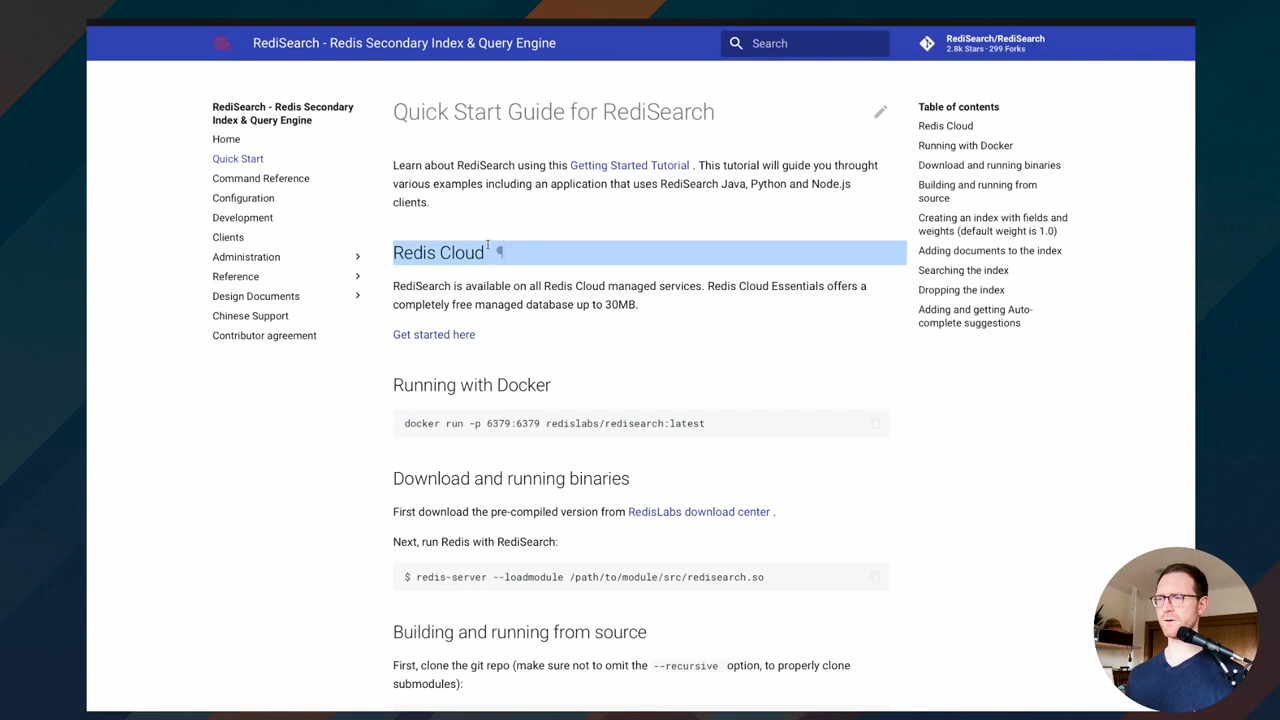 RediSearch - Redis Secondary Index & Query Engine
Search
RediSearch/RediSearch
2.8k Stars · 299 Forks
RediSearch - Redis Secondary
Index & Query Engine
Home
Quick Start
Command Reference
Configuration
Development
Clients
Administration
Reference
Design Documents
Chinese Support
Contributor agreement
Quick Start Guide for RediSearch
Learn about RediSearch using this Getting Started Tutorial . This tutorial will guide you throught
various examples including an application that uses RediSearch Java, Python and Node.js
clients.
Redis Cloud ¶
RediSearch is available on all Redis Cloud managed services. Redis Cloud Essentials offers a
completely free managed database up to 30MB.
Get started here
Running with Docker
docker run -p 6379:6379 redislabs/redisearch:latest
Download and running binaries
First download the pre-compiled version from RedisLabs download center .
Next, run Redis with RediSearch:
$ redis-server --loadmodule /path/to/module/src/redisearch.so
Building and running from source
First, clone the git repo (make sure not to omit the --recursive option, to properly clone
submodules):
Table of contents
Redis Cloud
Running with Docker
Download and running binaries
Building and running from
source
Creating an index with fields and
weights (default weight is 1.0)
Adding documents to the index
Searching the index
Dropping the index
Adding and getting Auto-
complete suggestions